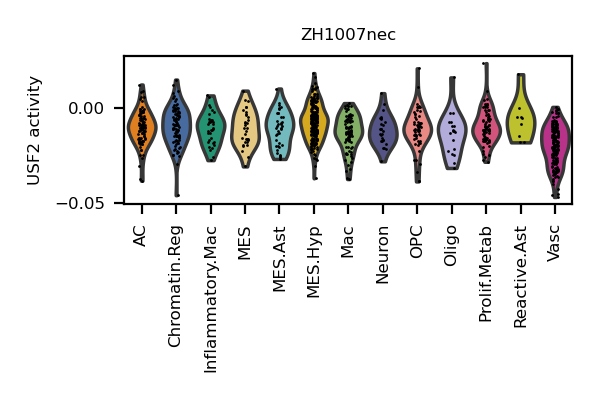 ZH1007nec
USF2 activity
0.00
−0.05
AC
Chromatin.Reg
Inflammatory.Mac
MES
MES.Ast
MES.Hyp
Mac
Neuron
OPC
Oligo
Prolif.Metab
Reactive.Ast
Vasc